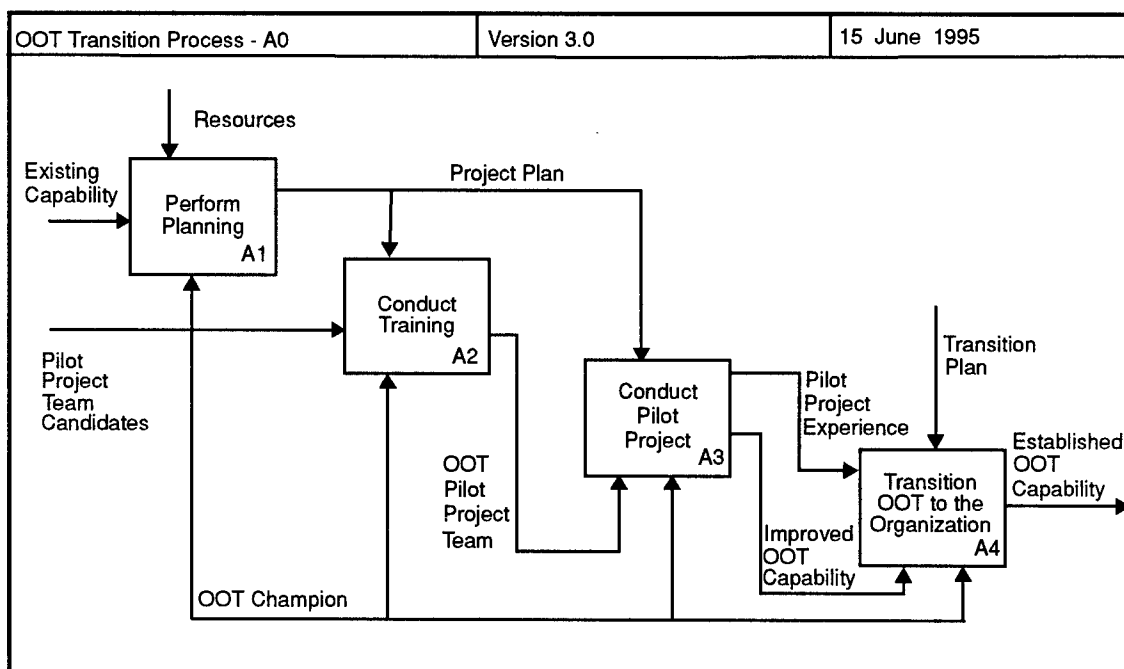 OOT Transition Process - A0
Version 3.0
15 June 1995
Resources
Existing
Capability
Perform
Planning
A1
Project Plan
Conduct
Training
A2
Pilot
Project
Team
Candidates
Conduct
Pilot
Project
A3
OOT
Pilot
Project
Team
Pilot
Project
Experience
Transition
Plan
Established
OOT
Capability
Transition
OOT to the
Organization
A4
Improved
OOT
Capability
OOT Champion